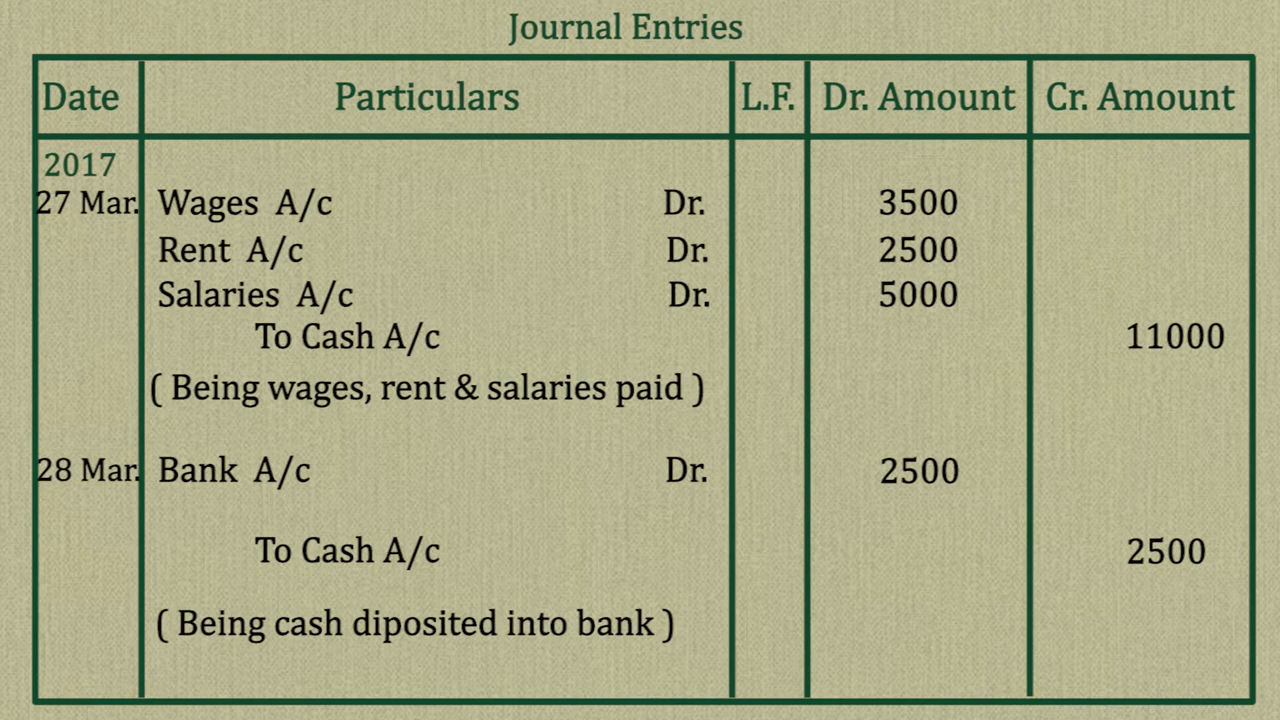 Journal Entries
Date Particulars L.F. Dr. Amount Cr. Amount
2017
27 Mar. Wages A/c Dr. 3500
Rent A/c Dr. 2500
Salaries A/c Dr. 5000
To Cash A/c 11000
( Being wages, rent & salaries paid )
28 Mar. Bank A/c Dr. 2500
To Cash A/c 2500
( Being cash diposited into bank )